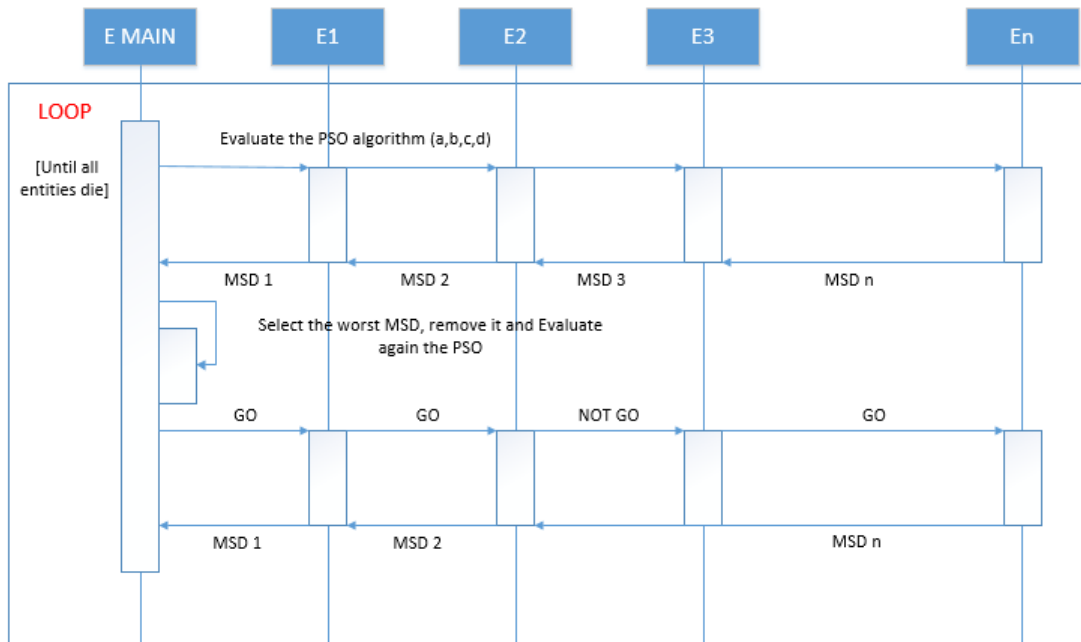 E MAIN
E1
E2
E3
En
LOOP
Evaluate the PSO algorithm (a,b,c,d)
[Until all
entities die]
MSD 1
MSD 2
MSD 3
MSD n
Select the worst MSD, remove it and Evaluate
again the PSO
GO
GO
NOT GO
GO
MSD 1
MSD 2
MSD n